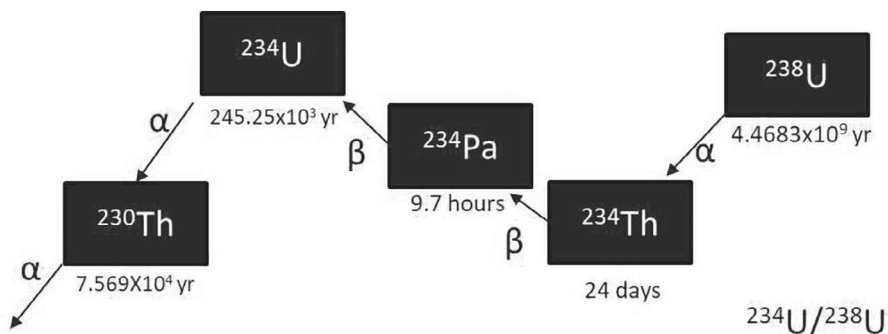 ²³⁴U
245.25x10³ yr
α
²³⁸U
4.4683x10⁹ yr
α
²³⁴Pa
9.7 hours
β
²³⁴Th
24 days
β
²³⁰Th
7.569X10⁴ yr
α
²³⁴U/²³⁸U